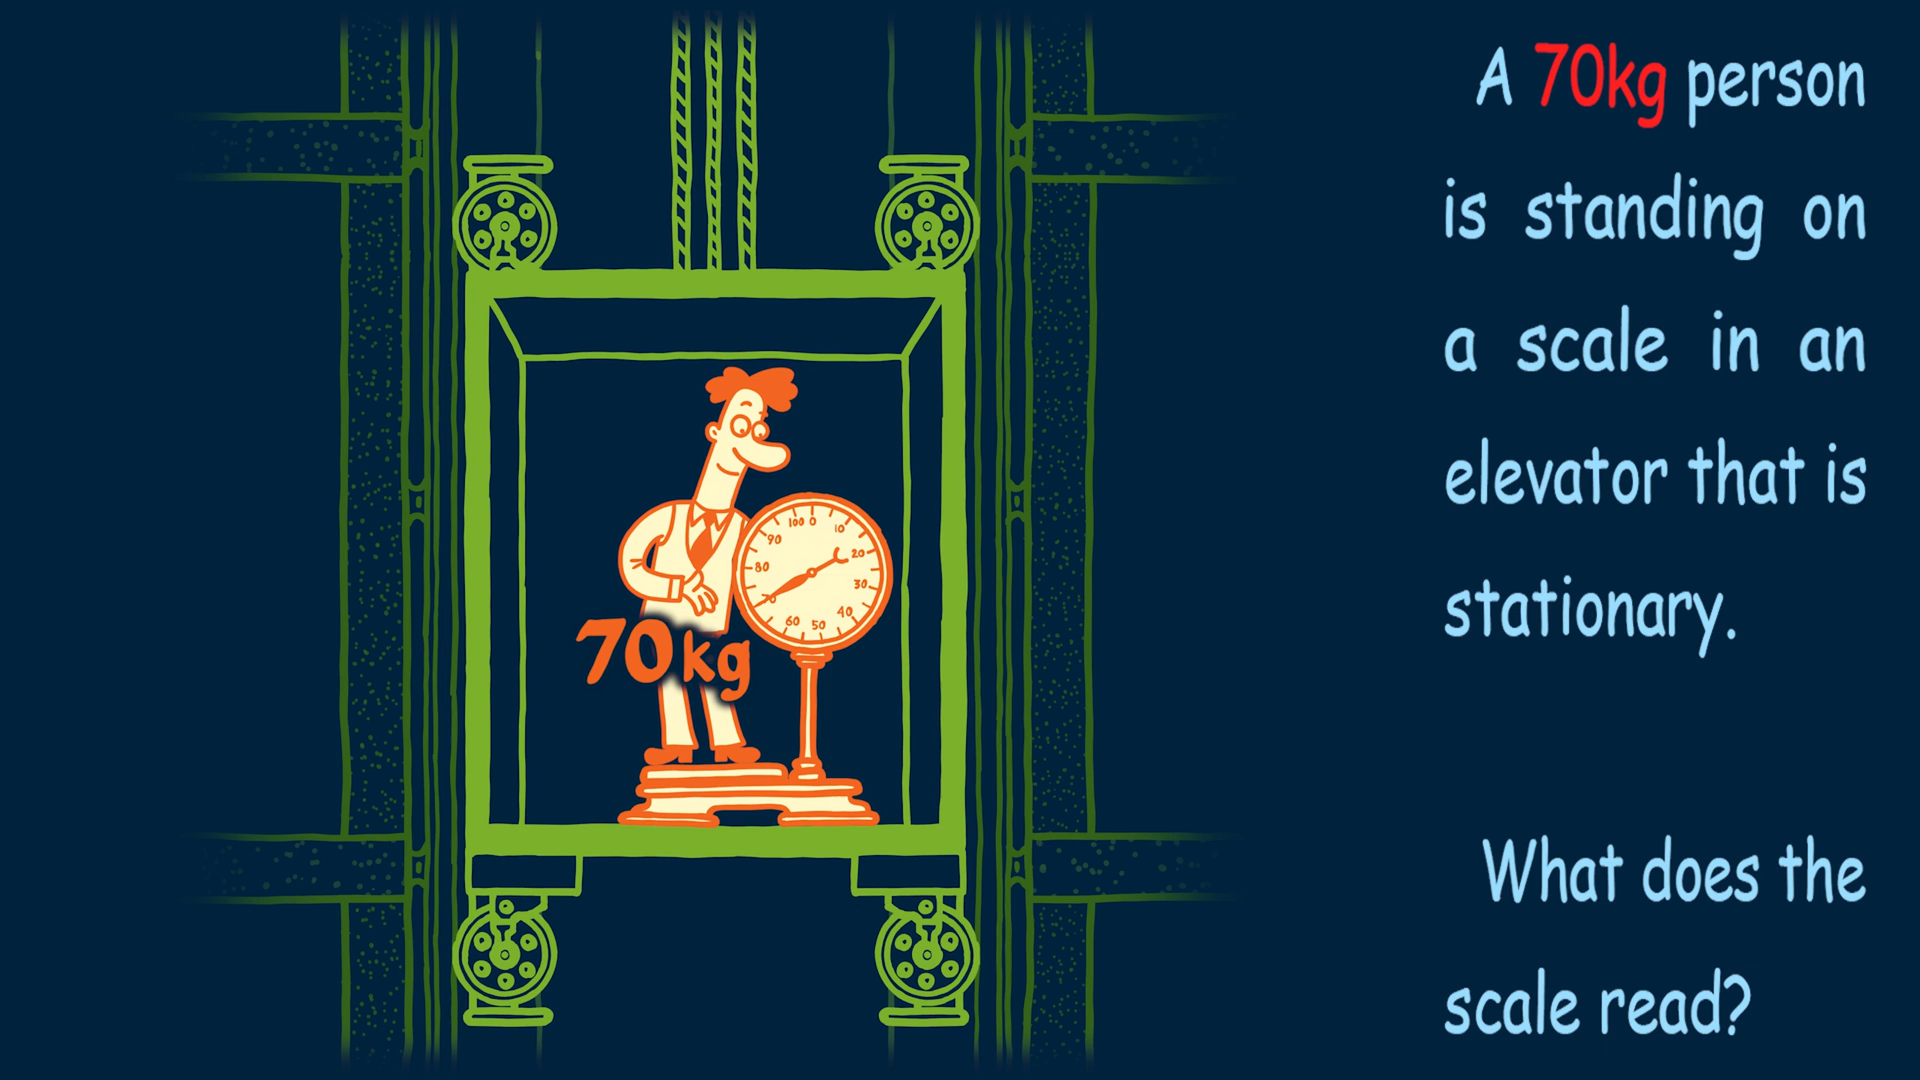 A 70kg person
is standing on
a scale in an
elevator that is
stationary.
What does the
scale read?
100 0 10
90
20
80
30
70
40
60 50
70kg